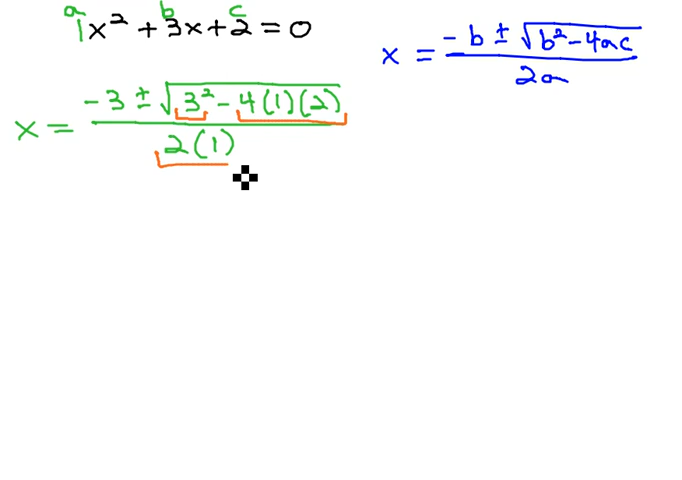 a b c
1x² + 3x + 2 = 0
x = (-b ± √(b² - 4ac)) / 2a
x = (-3 ± √(3² - 4(1)(2))) / 2(1)